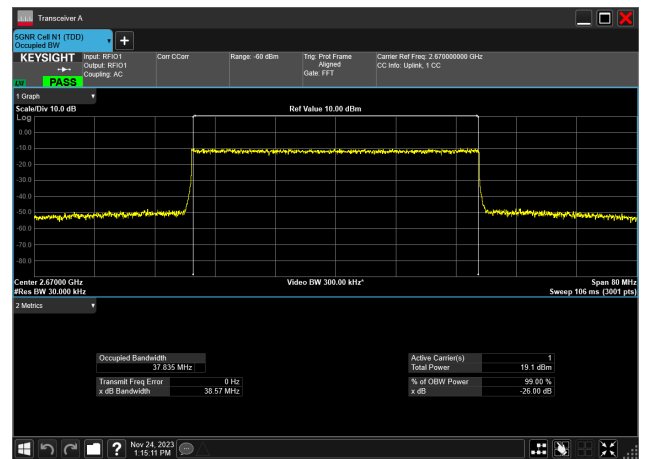 Transceiver A
5GNR Cell N1 (TDD)
Occupied BW
KEYSIGHT
LXI
PASS
Input: RFIO1
Output: RFIO1
Coupling: AC
Corr CCorr
Range: -60 dBm
Trig: Prot Frame
Aligned
Gate: FFT
Carrier Ref Freq: 2.670000000 GHz
CC Info: Uplink, 1 CC
1 Graph
Scale/Div 10.0 dB
Ref Value 10.00 dBm
Log
0.00
-10.0
-20.0
-30.0
-40.0
-50.0
-60.0
-70.0
-80.0
Center 2.67000 GHz
Video BW 300.00 kHz*
Span 80 MHz
#Res BW 30.000 kHz
Sweep 106 ms (3001 pts)
2 Metrics
Occupied Bandwidth
37.835 MHz
Transmit Freq Error 0 Hz
x dB Bandwidth 38.57 MHz
Active Carrier(s) 1
Total Power 19.1 dBm
% of OBW Power 99.00 %
x dB -26.00 dB
?
Nov 24, 2023
1:15:11 PM